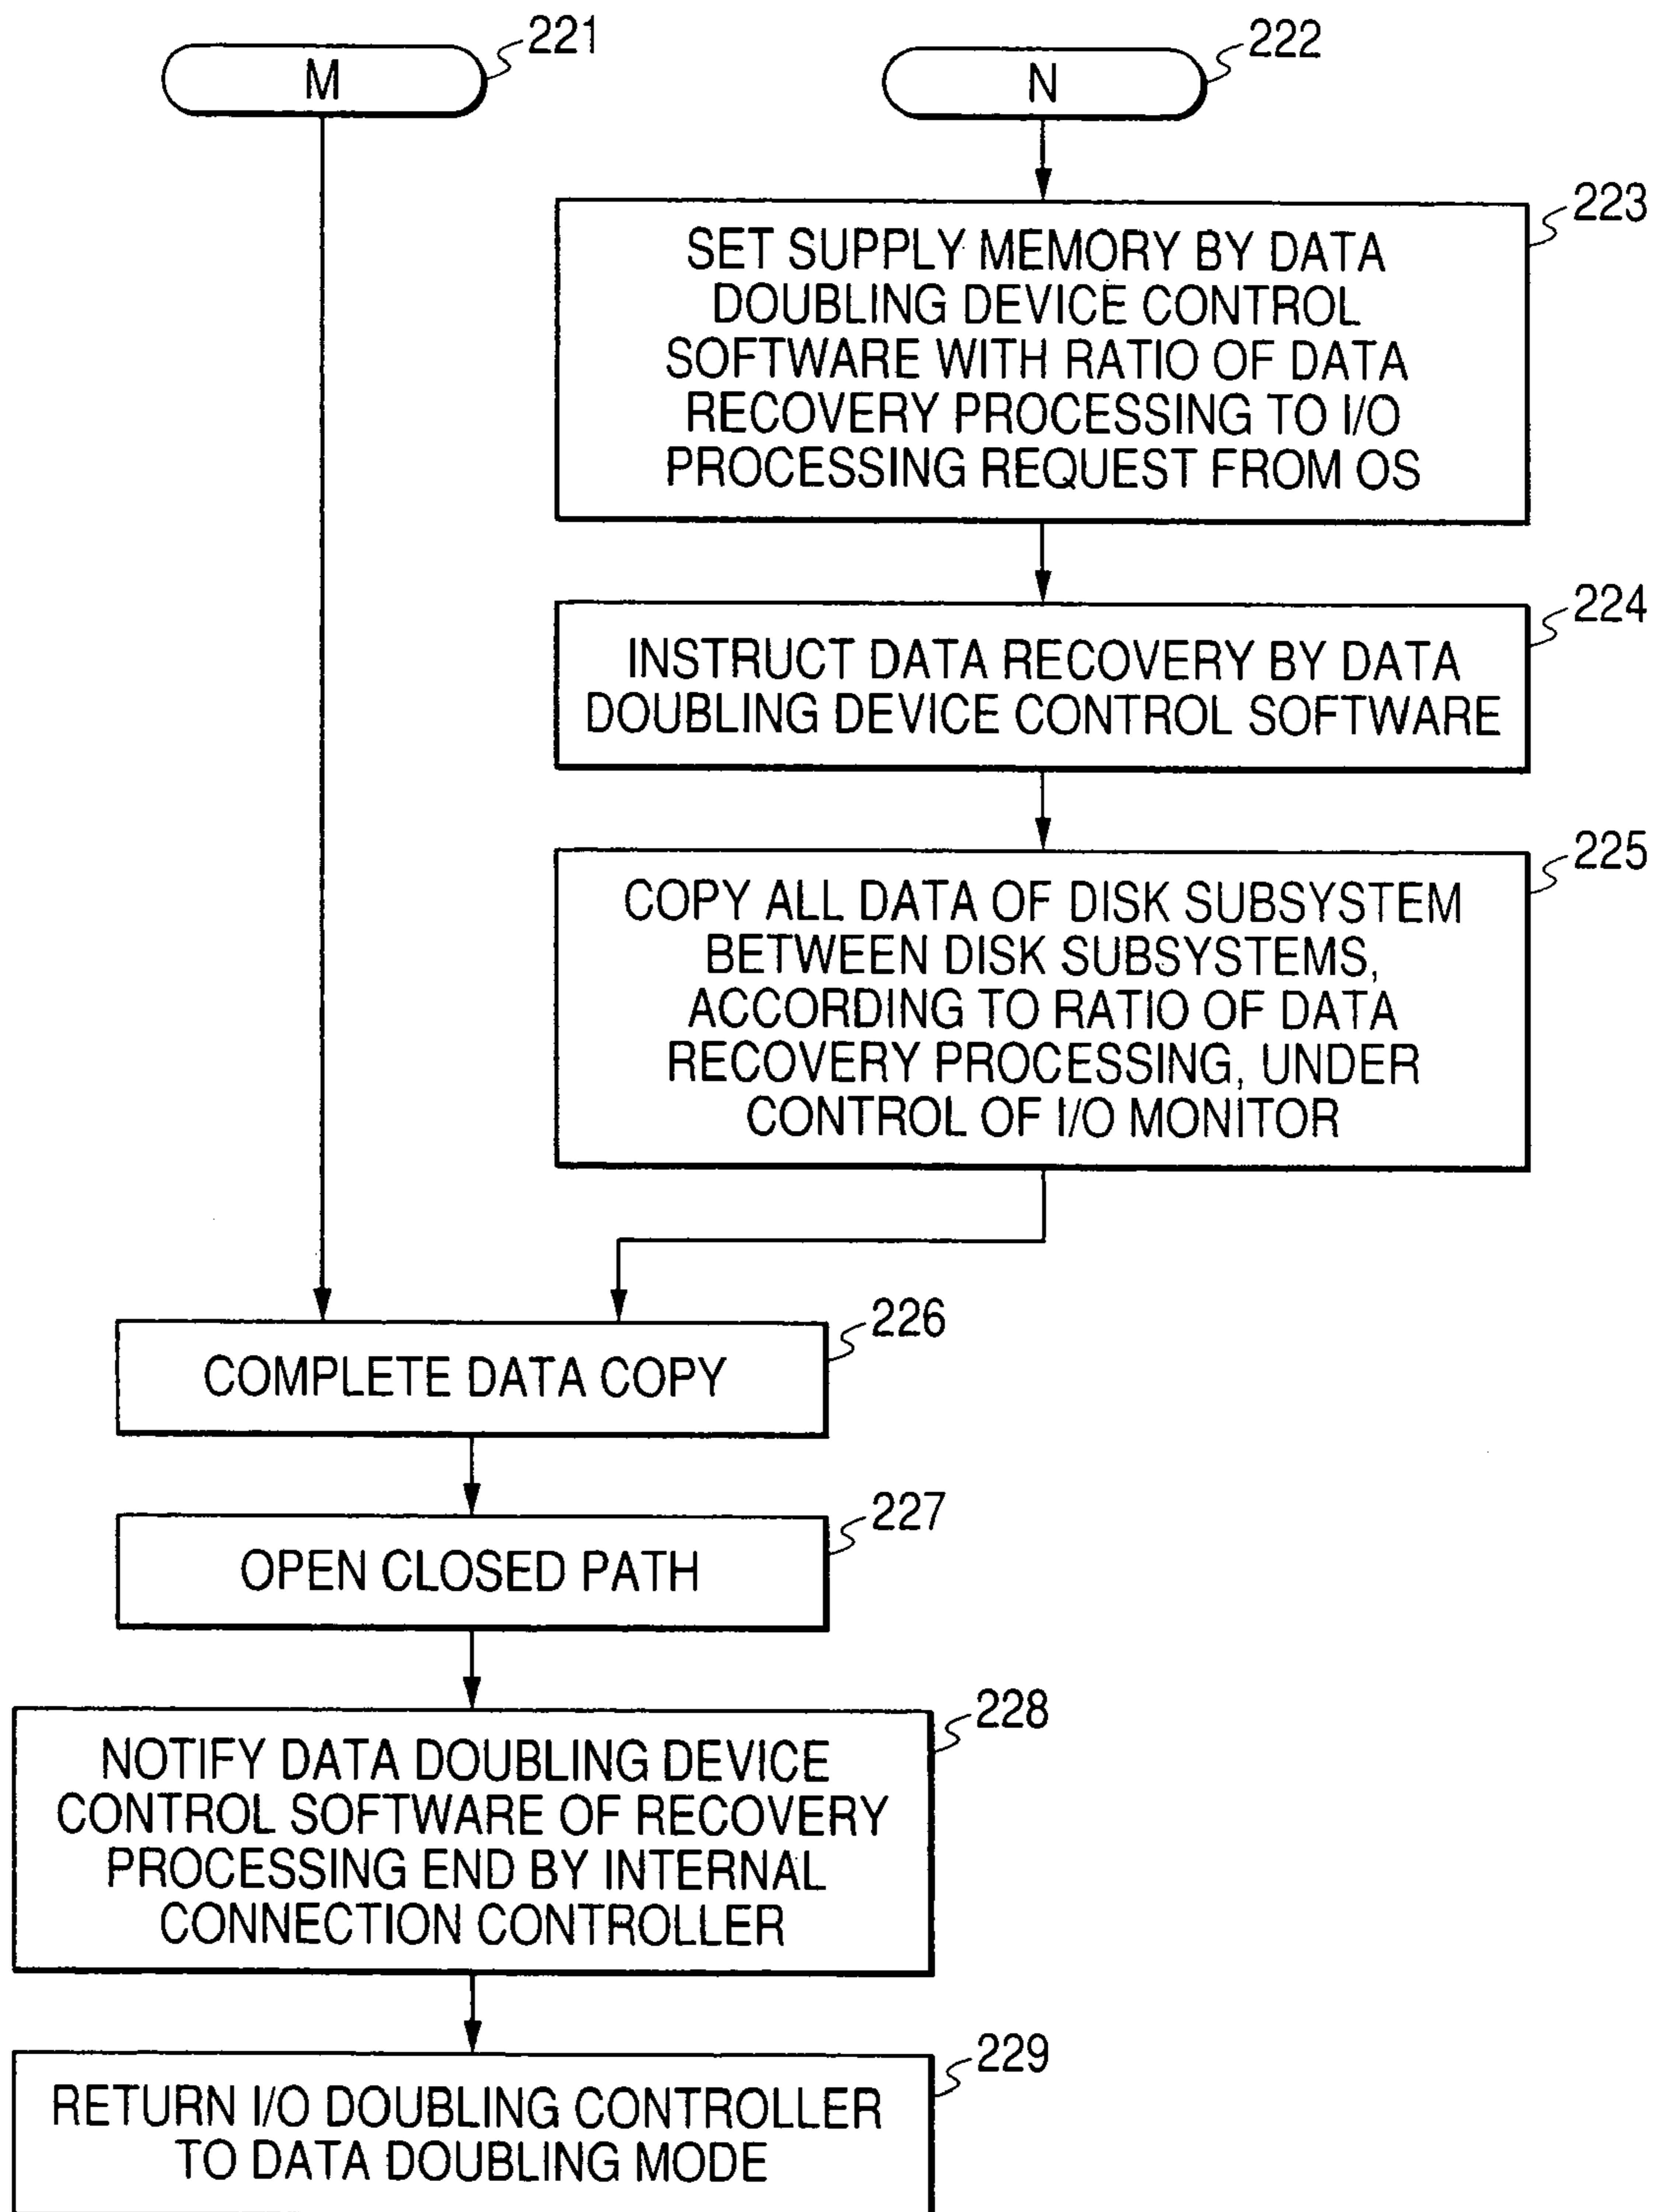 M
221
N
222
223
SET SUPPLY MEMORY BY DATA
DOUBLING DEVICE CONTROL
SOFTWARE WITH RATIO OF DATA
RECOVERY PROCESSING TO I/O
PROCESSING REQUEST FROM OS
224
INSTRUCT DATA RECOVERY BY DATA
DOUBLING DEVICE CONTROL SOFTWARE
225
COPY ALL DATA OF DISK SUBSYSTEM
BETWEEN DISK SUBSYSTEMS,
ACCORDING TO RATIO OF DATA
RECOVERY PROCESSING, UNDER
CONTROL OF I/O MONITOR
226
COMPLETE DATA COPY
227
OPEN CLOSED PATH
228
NOTIFY DATA DOUBLING DEVICE
CONTROL SOFTWARE OF RECOVERY
PROCESSING END BY INTERNAL
CONNECTION CONTROLLER
229
RETURN I/O DOUBLING CONTROLLER
TO DATA DOUBLING MODE